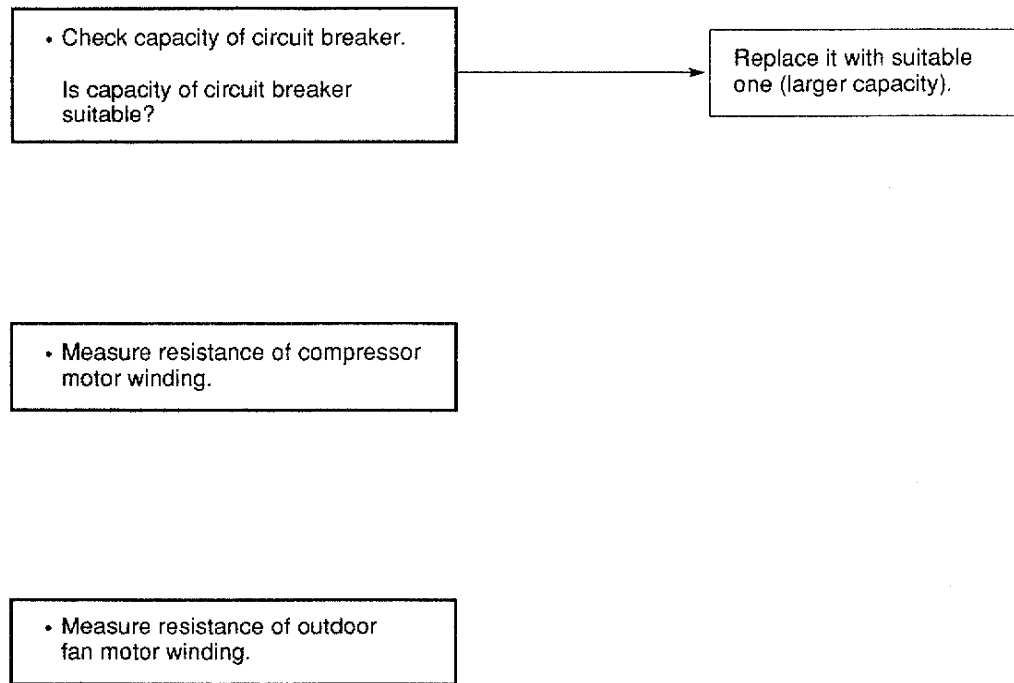 • Check capacity of circuit breaker.
Is capacity of circuit breaker
suitable?
Replace it with suitable
one (larger capacity).
• Measure resistance of compressor
motor winding.
• Measure resistance of outdoor
fan motor winding.